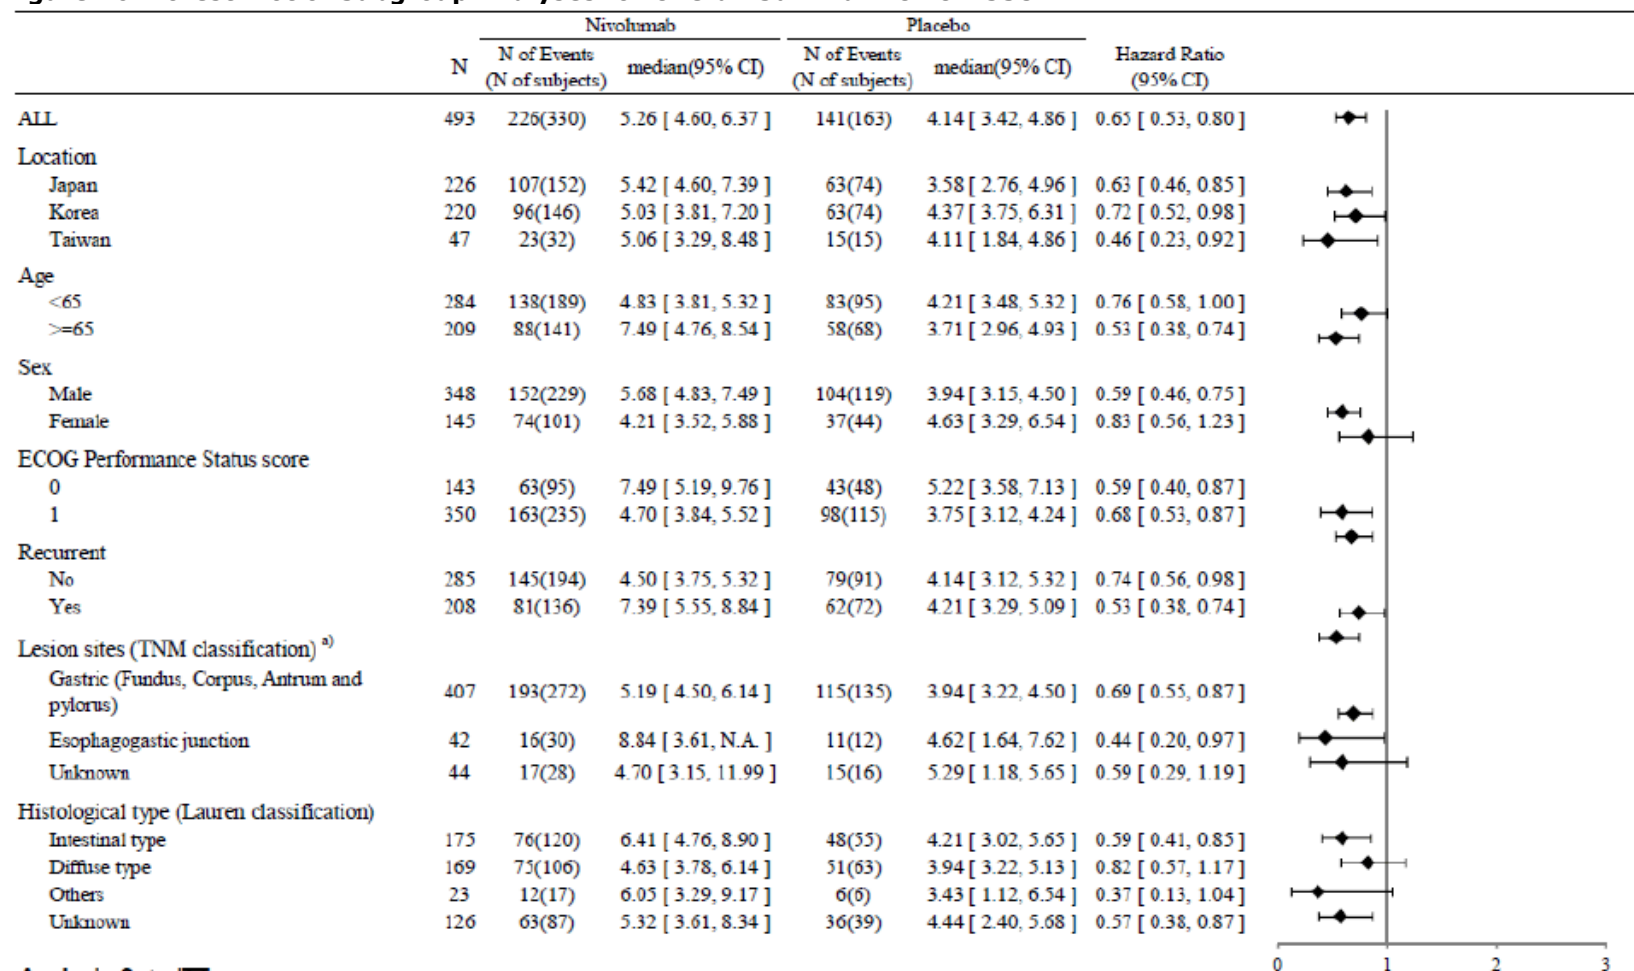 Nivolumab Placebo
N N of Events (N of subjects) median(95% CI) N of Events (N of subjects) median(95% CI) Hazard Ratio (95% CI)
ALL 493 226(330) 5.26 [ 4.60, 6.37 ] 141(163) 4.14 [ 3.42, 4.86 ] 0.65 [ 0.53, 0.80 ]
Location
Japan 226 107(152) 5.42 [ 4.60, 7.39 ] 63(74) 3.58 [ 2.76, 4.96 ] 0.63 [ 0.46, 0.85 ]
Korea 220 96(146) 5.03 [ 3.81, 7.20 ] 63(74) 4.37 [ 3.75, 6.31 ] 0.72 [ 0.52, 0.98 ]
Taiwan 47 23(32) 5.06 [ 3.29, 8.48 ] 15(15) 4.11 [ 1.84, 4.86 ] 0.46 [ 0.23, 0.92 ]
Age
<65 284 138(189) 4.83 [ 3.81, 5.32 ] 83(95) 4.21 [ 3.48, 5.32 ] 0.76 [ 0.58, 1.00 ]
>=65 209 88(141) 7.49 [ 4.76, 8.54 ] 58(68) 3.71 [ 2.96, 4.93 ] 0.53 [ 0.38, 0.74 ]
Sex
Male 348 152(229) 5.68 [ 4.83, 7.49 ] 104(119) 3.94 [ 3.15, 4.50 ] 0.59 [ 0.46, 0.75 ]
Female 145 74(101) 4.21 [ 3.52, 5.88 ] 37(44) 4.63 [ 3.29, 6.54 ] 0.83 [ 0.56, 1.23 ]
ECOG Performance Status score
0 143 63(95) 7.49 [ 5.19, 9.76 ] 43(48) 5.22 [ 3.58, 7.13 ] 0.59 [ 0.40, 0.87 ]
1 350 163(235) 4.70 [ 3.84, 5.52 ] 98(115) 3.75 [ 3.12, 4.24 ] 0.68 [ 0.53, 0.87 ]
Recurrent
No 285 145(194) 4.50 [ 3.75, 5.32 ] 79(91) 4.14 [ 3.12, 5.32 ] 0.74 [ 0.56, 0.98 ]
Yes 208 81(136) 7.39 [ 5.55, 8.84 ] 62(72) 4.21 [ 3.29, 5.09 ] 0.53 [ 0.38, 0.74 ]
Lesion sites (TNM classification) a)
Gastric (Fundus, Corpus, Antrum and
pylorus) 407 193(272) 5.19 [ 4.50, 6.14 ] 115(135) 3.94 [ 3.22, 4.50 ] 0.69 [ 0.55, 0.87 ]
Esophagogastic junction 42 16(30) 8.84 [ 3.61, N.A. ] 11(12) 4.62 [ 1.64, 7.62 ] 0.44 [ 0.20, 0.97 ]
Unknown 44 17(28) 4.70 [ 3.15, 11.99 ] 15(16) 5.29 [ 1.18, 5.65 ] 0.59 [ 0.29, 1.19 ]
Histological type (Lauren classification)
Intestinal type 175 76(120) 6.41 [ 4.76, 8.90 ] 48(55) 4.21 [ 3.02, 5.65 ] 0.59 [ 0.41, 0.85 ]
Diffuse type 169 75(106) 4.63 [ 3.78, 6.14 ] 51(63) 3.94 [ 3.22, 5.13 ] 0.82 [ 0.57, 1.17 ]
Others 23 12(17) 6.05 [ 3.29, 9.17 ] 6(6) 3.43 [ 1.12, 6.54 ] 0.37 [ 0.13, 1.04 ]
Unknown 126 63(87) 5.32 [ 3.61, 8.34 ] 36(39) 4.44 [ 2.40, 5.68 ] 0.57 [ 0.38, 0.87 ]
0 1 2 3